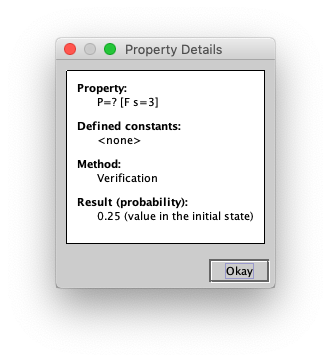 Property Details
Property:
P=? [F s=3]
Defined constants:
<none>
Method:
Verification
Result (probability):
0.25 (value in the initial state)
Okay